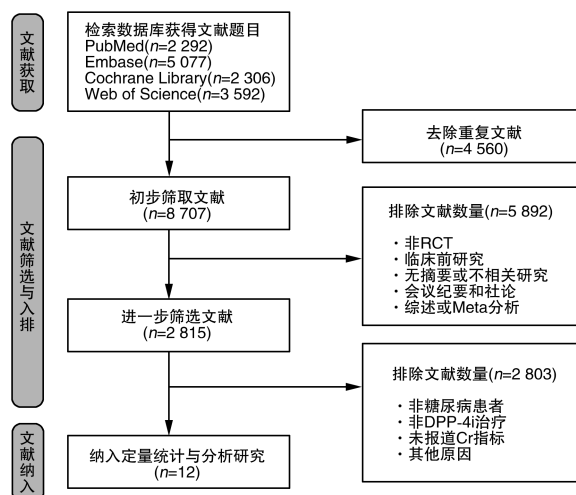 文献获取
检索数据库获得文献题目
PubMed(n=2 292)
Embase(n=5 077)
Cochrane Library(n=2 306)
Web of Science(n=3 592)
去除重复文献
(n=4 560)
文献筛选与入排
初步筛取文献
(n=8 707)
排除文献数量(n=5 892)
· 非RCT
· 临床前研究
· 无摘要或不相关研究
· 会议纪要和社论
· 综述或Meta分析
进一步筛选文献
(n=2 815)
排除文献数量(n=2 803)
· 非糖尿病患者
· 非DPP-4i治疗
· 未报道Cr指标
· 其他原因
文献纳入
纳入定量统计与分析研究
(n=12)